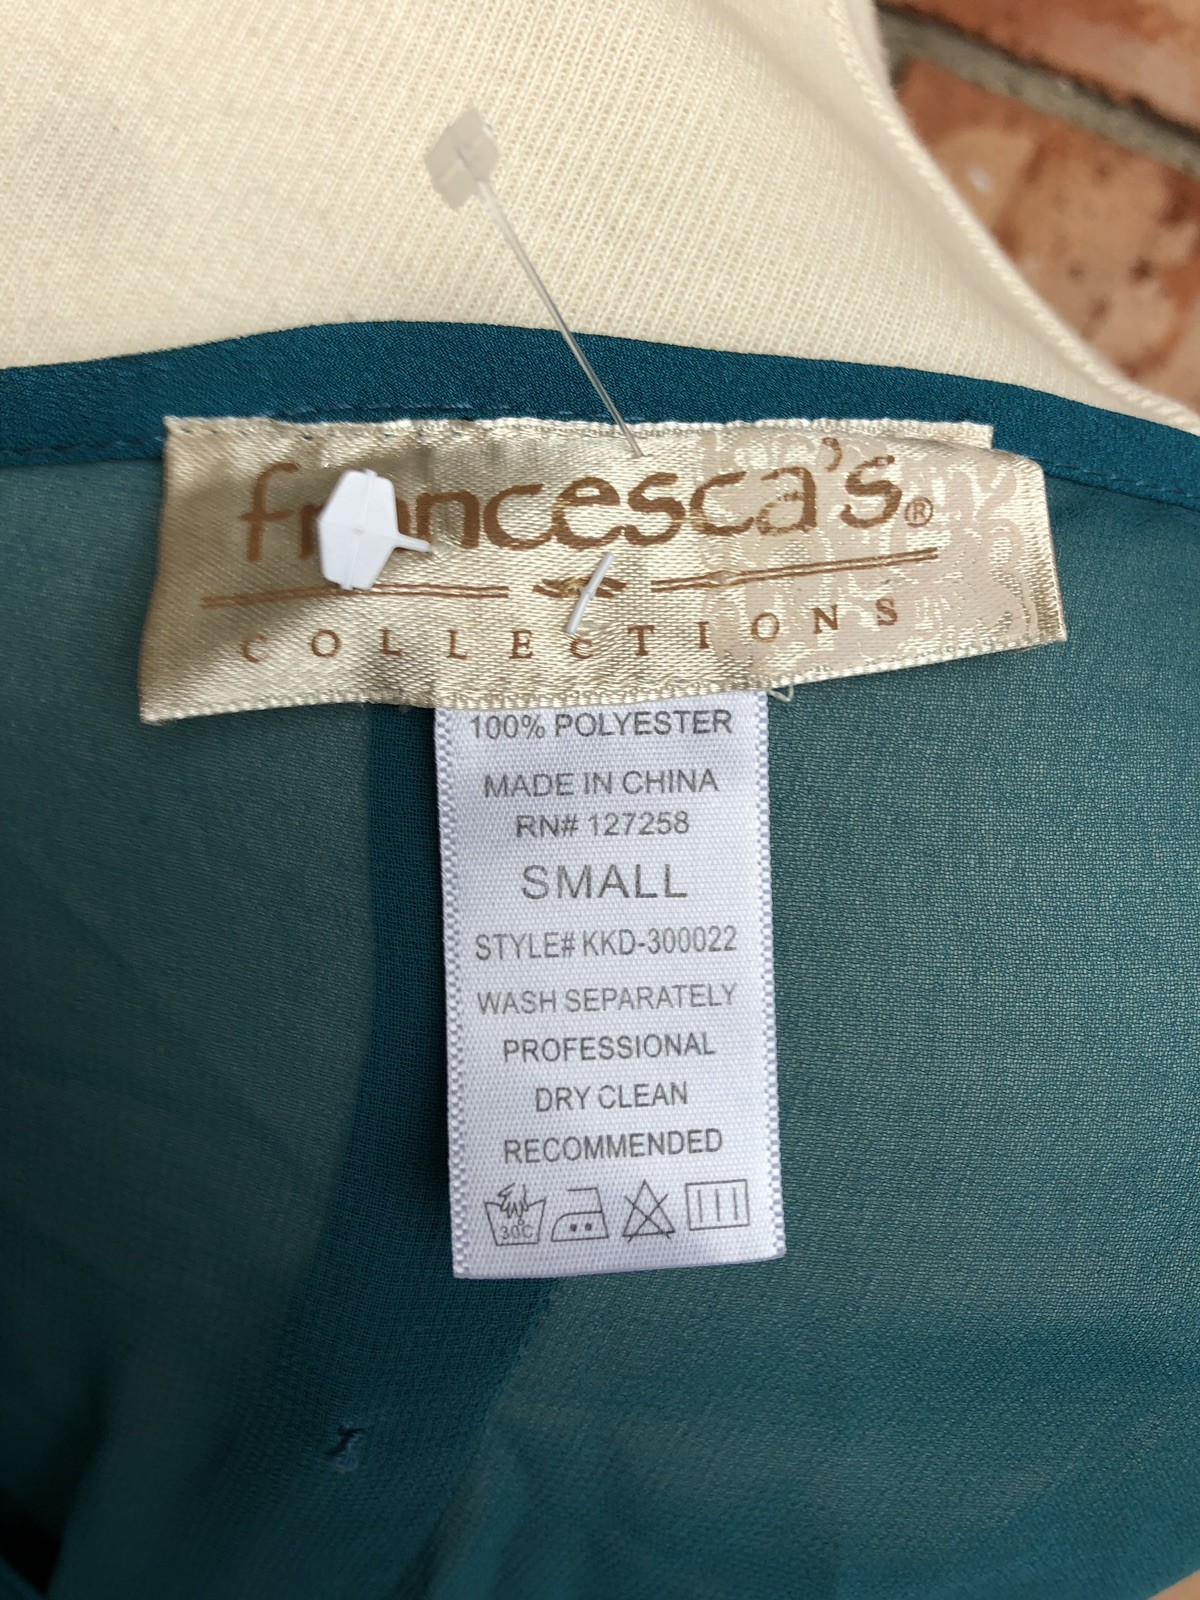 francesca's®
COLLECTIONS
100% POLYESTER
MADE IN CHINA
RN# 127258
SMALL
STYLE# KKD-300022
WASH SEPARATELY
PROFESSIONAL
DRY CLEAN
RECOMMENDED
30C